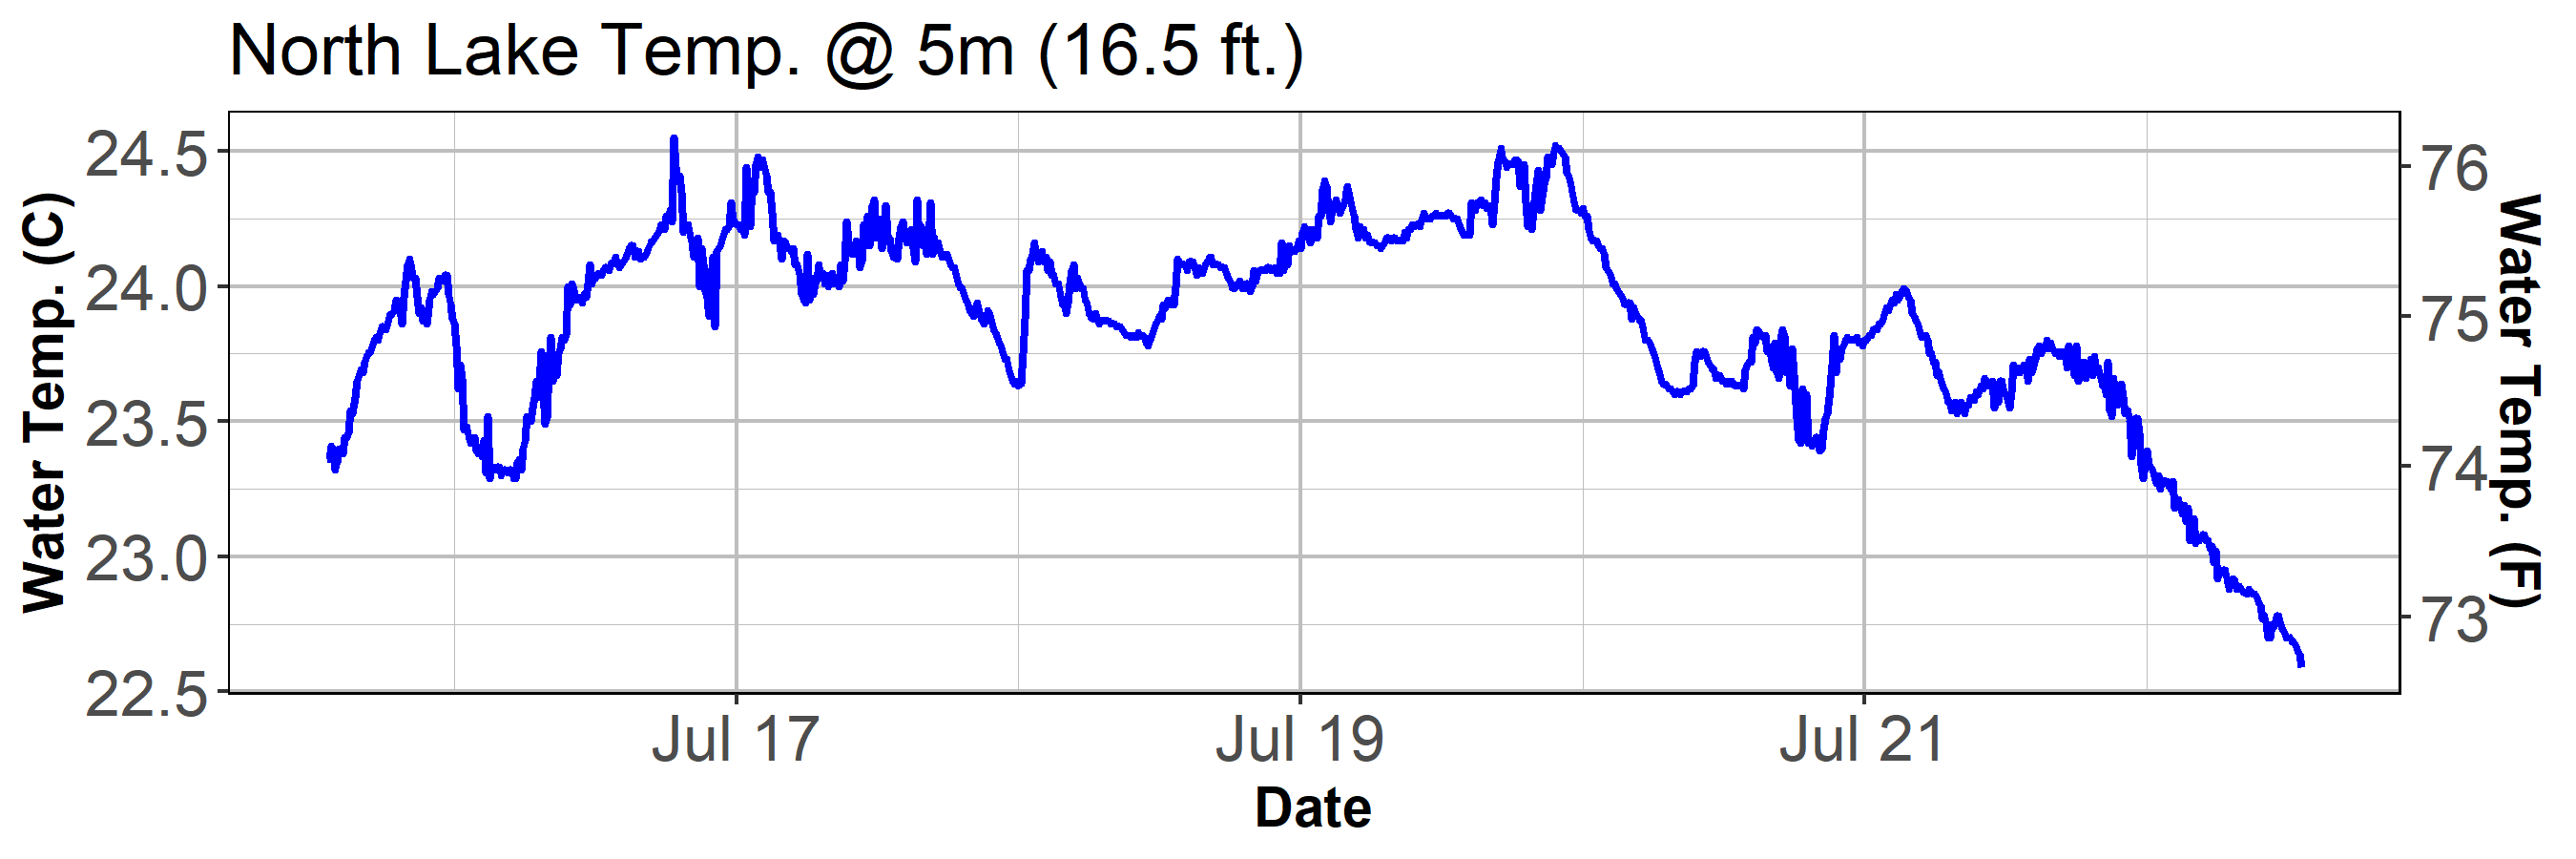 North Lake Temp. @ 5m (16.5 ft.)
Water Temp. (C)
24.5
24.0
23.5
23.0
22.5
76
75
74
73
Water Temp. (F)
Jul 17 Jul 19 Jul 21
Date